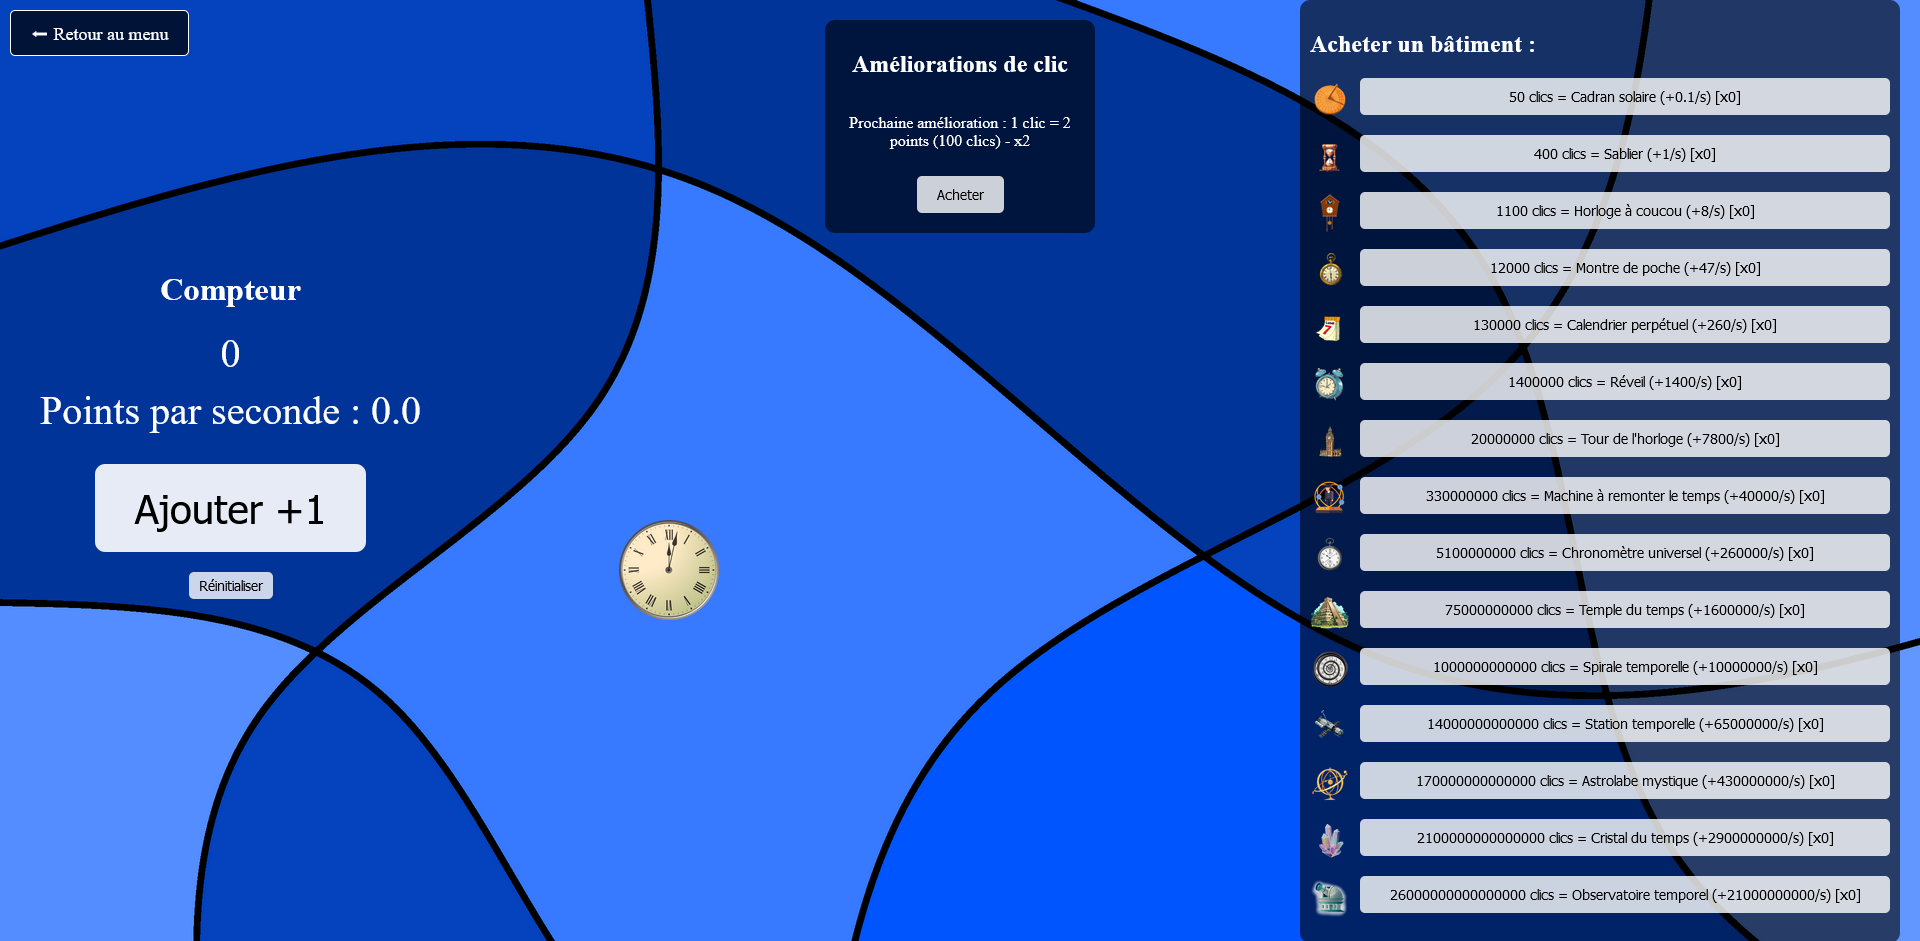 ← Retour au menu
Améliorations de clic
Prochaine amélioration : 1 clic = 2
points (100 clics) - x2
Acheter
Compteur
0
Points par seconde : 0.0
Ajouter +1
Réinitialiser
Acheter un bâtiment :
50 clics = Cadran solaire (+0.1/s) [x0]
400 clics = Sablier (+1/s) [x0]
1100 clics = Horloge à coucou (+8/s) [x0]
12000 clics = Montre de poche (+47/s) [x0]
130000 clics = Calendrier perpétuel (+260/s) [x0]
1400000 clics = Réveil (+1400/s) [x0]
20000000 clics = Tour de l'horloge (+7800/s) [x0]
330000000 clics = Machine à remonter le temps (+40000/s) [x0]
5100000000 clics = Chronomètre universel (+260000/s) [x0]
75000000000 clics = Temple du temps (+1600000/s) [x0]
1000000000000 clics = Spirale temporelle (+10000000/s) [x0]
14000000000000 clics = Station temporelle (+65000000/s) [x0]
170000000000000 clics = Astrolabe mystique (+430000000/s) [x0]
2100000000000000 clics = Cristal du temps (+2900000000/s) [x0]
26000000000000000 clics = Observatoire temporel (+21000000000/s) [x0]